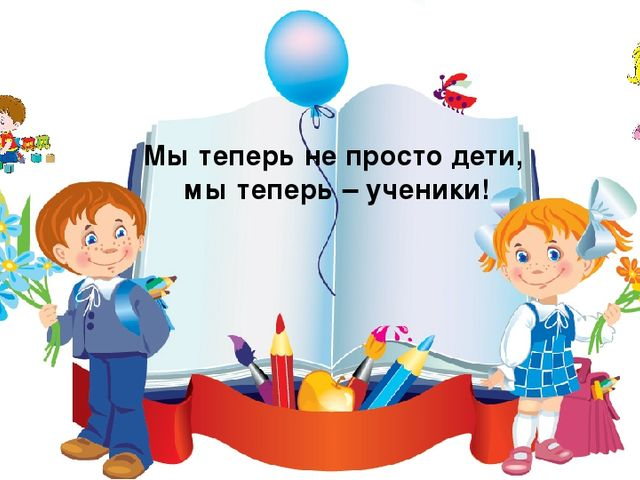 Мы теперь не просто дети,
мы теперь – ученики!